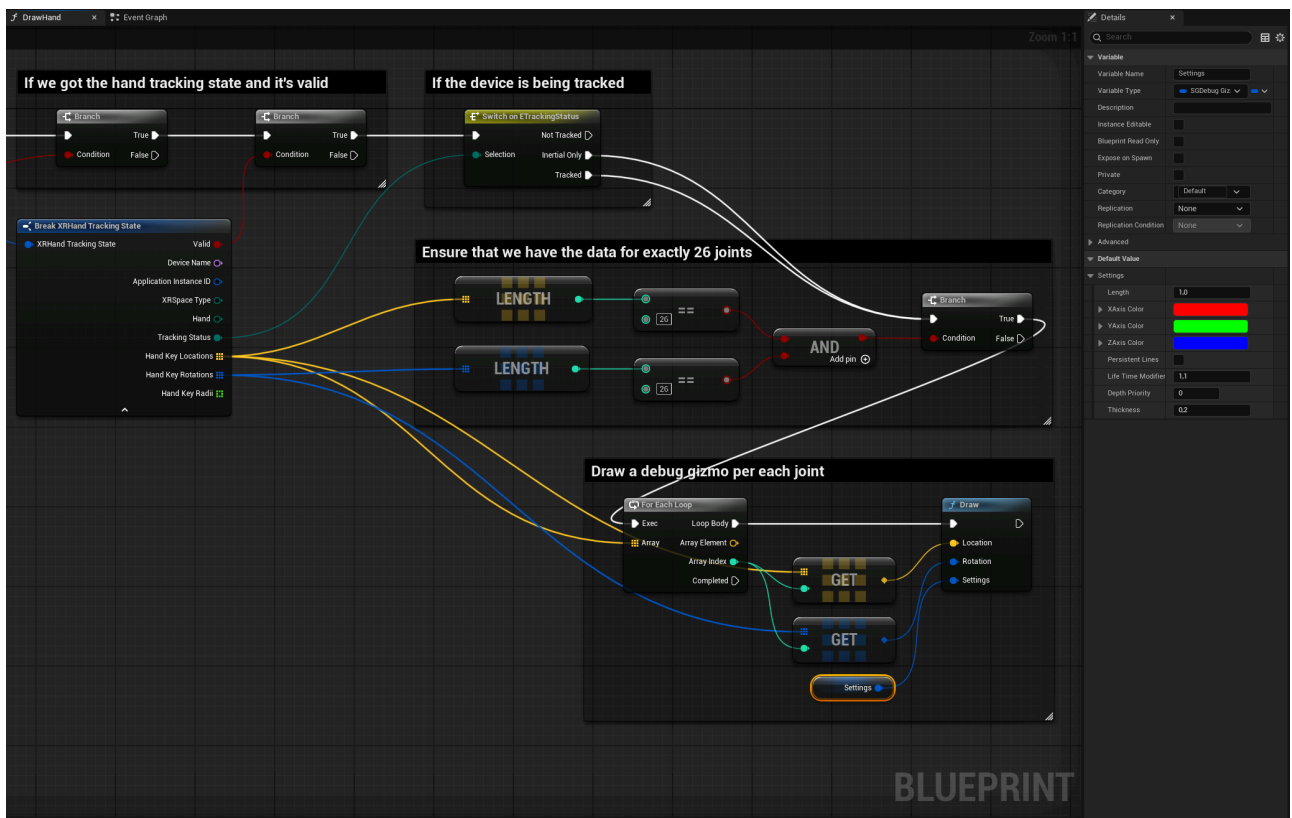 DrawHand
Event Graph
Zoom 1:1
If we got the hand tracking state and it's valid
Branch
True
Condition
False
Branch
True
Condition
False
If the device is being tracked
Switch on ETrackingStatus
Not Tracked
Selection
Inertial Only
Tracked
Break XRHand Tracking State
XRHand Tracking State
Valid
Device Name
Application Instance ID
XRSpace Type
Hand
Tracking Status
Hand Key Locations
Hand Key Rotations
Hand Key Radii
Ensure that we have the data for exactly 26 joints
LENGTH
==
26
LENGTH
==
26
AND
Add pin
Branch
True
Condition
False
Draw a debug gizmo per each joint
For Each Loop
Exec
Loop Body
Array
Array Element
Array Index
Completed
GET
GET
Settings
Draw
Location
Rotation
Settings
BLUEPRINT
Details
Search
Variable
Variable Name
Settings
Variable Type
SGDebug Giz
Description
Instance Editable
Blueprint Read Only
Expose on Spawn
Private
Category
Default
Replication
None
Replication Condition
None
Advanced
Default Value
Settings
Length
1,0
XAxis Color
YAxis Color
ZAxis Color
Persistent Lines
Life Time Modifier
1,1
Depth Priority
0
Thickness
0,2